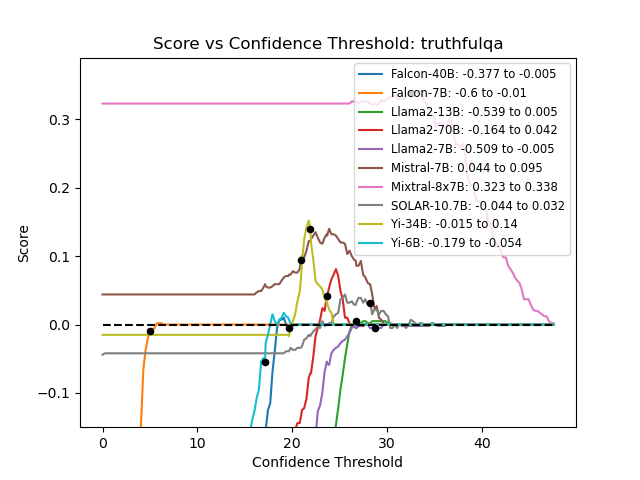 Score vs Confidence Threshold: truthfulqa
Falcon-40B: -0.377 to -0.005
Falcon-7B: -0.6 to -0.01
Llama2-13B: -0.539 to 0.005
Llama2-70B: -0.164 to 0.042
Llama2-7B: -0.509 to -0.005
Mistral-7B: 0.044 to 0.095
Mixtral-8x7B: 0.323 to 0.338
SOLAR-10.7B: -0.044 to 0.032
Yi-34B: -0.015 to 0.14
Yi-6B: -0.179 to -0.054
0.3
0.2
0.1
0.0
−0.1
Score
0 10 20 30 40
Confidence Threshold